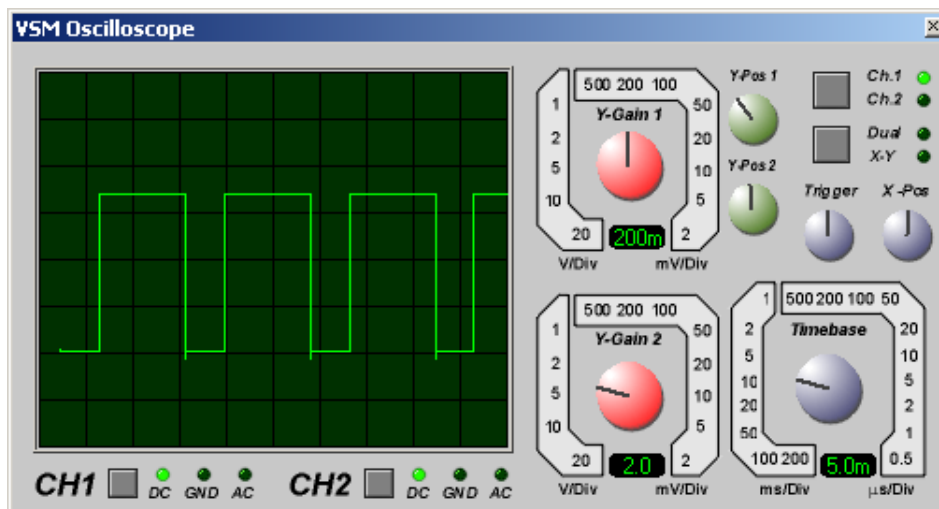 VSM Oscilloscope
500 200 100
1
2
5
10
20
Y-Gain 1
50
20
10
5
2
200m
V/Div
mV/Div
Y-Pos 1
Y-Pos 2
Ch.1
Ch.2
Dual
X-Y
Trigger
X-Pos
500 200 100
1
2
5
10
20
Y-Gain 2
50
20
10
5
2
2.0
V/Div
mV/Div
1
500 200 100 50
2
5
10
20
50
100 200
Timebase
20
10
5
2
1
0.5
5.0m
ms/Div
µs/Div
CH1
DC GND AC
CH2
DC GND AC